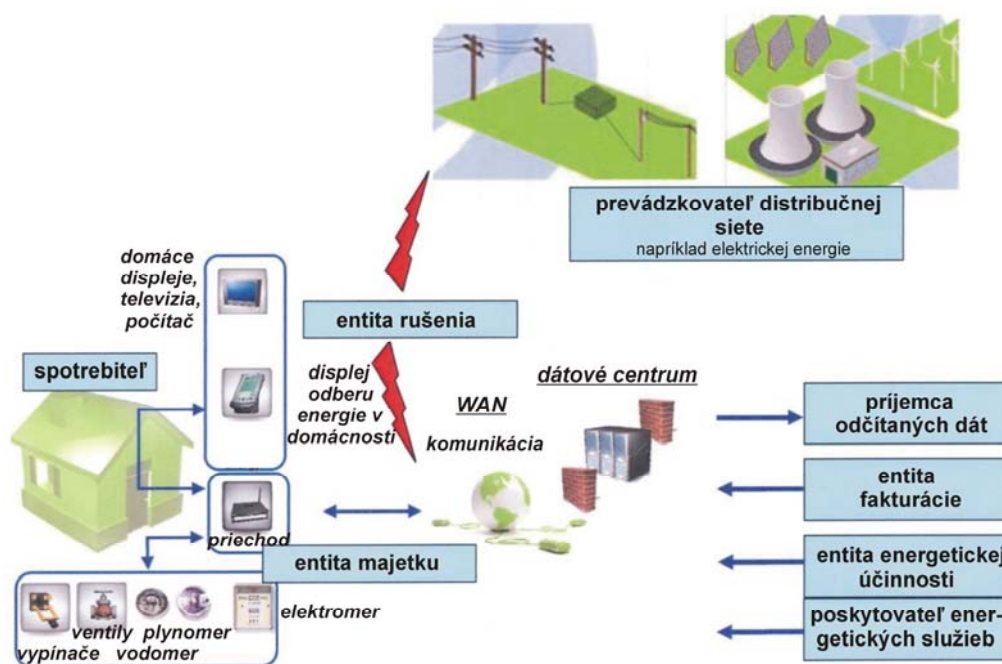 prevádzkovateľ distribučnej
siete
napríklad elektrickej energie
domáce
displeje,
televizia,
počítač
entita rušenia
spotrebiteľ
displej
odberu
energie v
domácnosti
WAN
komunikácia
dátové centrum
príjemca
odčítaných dát
entita
fakturácie
priechod
entita majetku
entita energetickej
účinnosti
poskytovateľ ener-
getických služieb
elektromer
ventily plynomer
vypínače vodomer